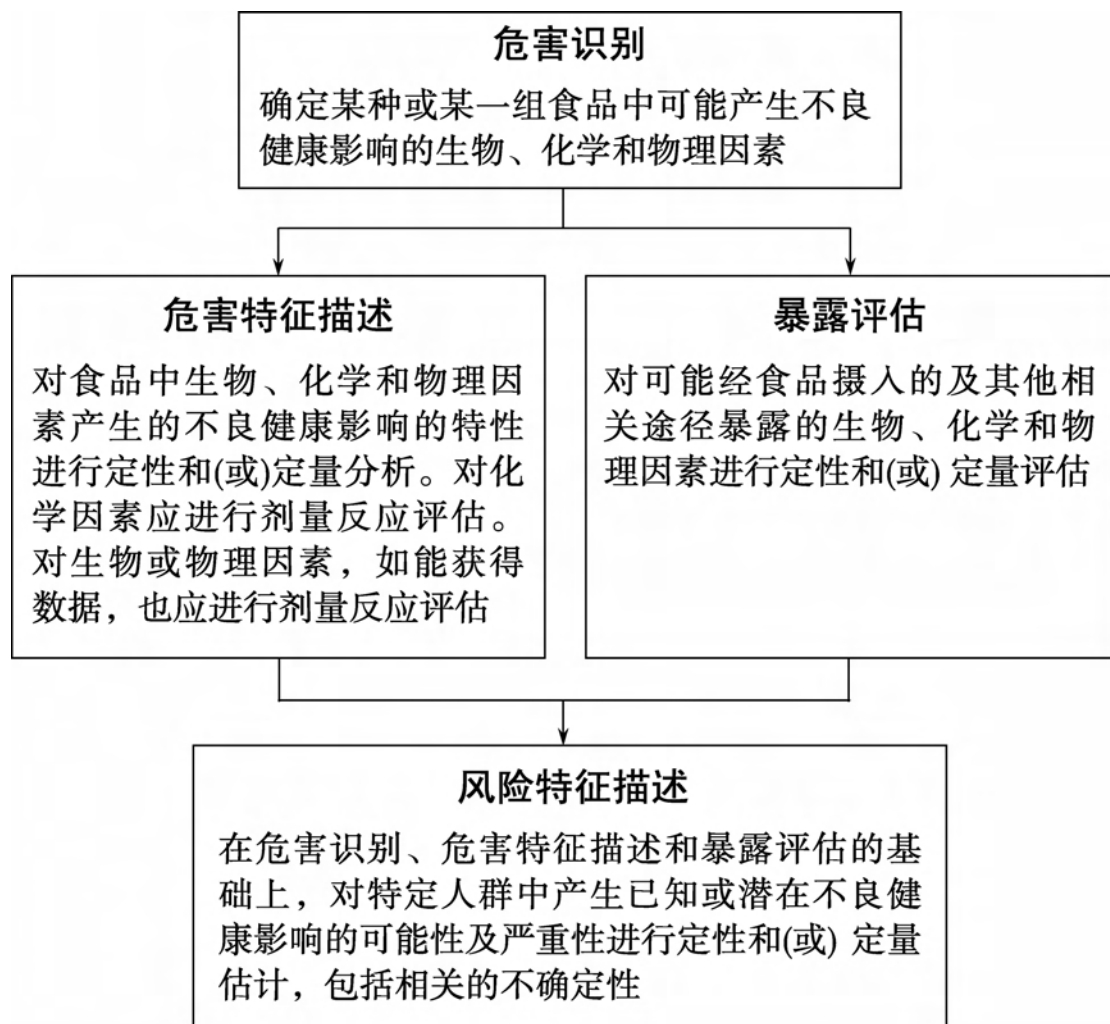 危害识别
确定某种或某一组食品中可能产生不良
健康影响的生物、化学和物理因素
危害特征描述
对食品中生物、化学和物理因
素产生的不良健康影响的特性
进行定性和(或)定量分析。对化
学因素应进行剂量反应评估。
对生物或物理因素，如能获得
数据，也应进行剂量反应评估
暴露评估
对可能经食品摄入的及其他相
关途径暴露的生物、化学和物
理因素进行定性和(或) 定量评估
风险特征描述
在危害识别、危害特征描述和暴露评估的基
础上，对特定人群中产生已知或潜在不良健
康影响的可能性及严重性进行定性和(或) 定量
估计，包括相关的不确定性